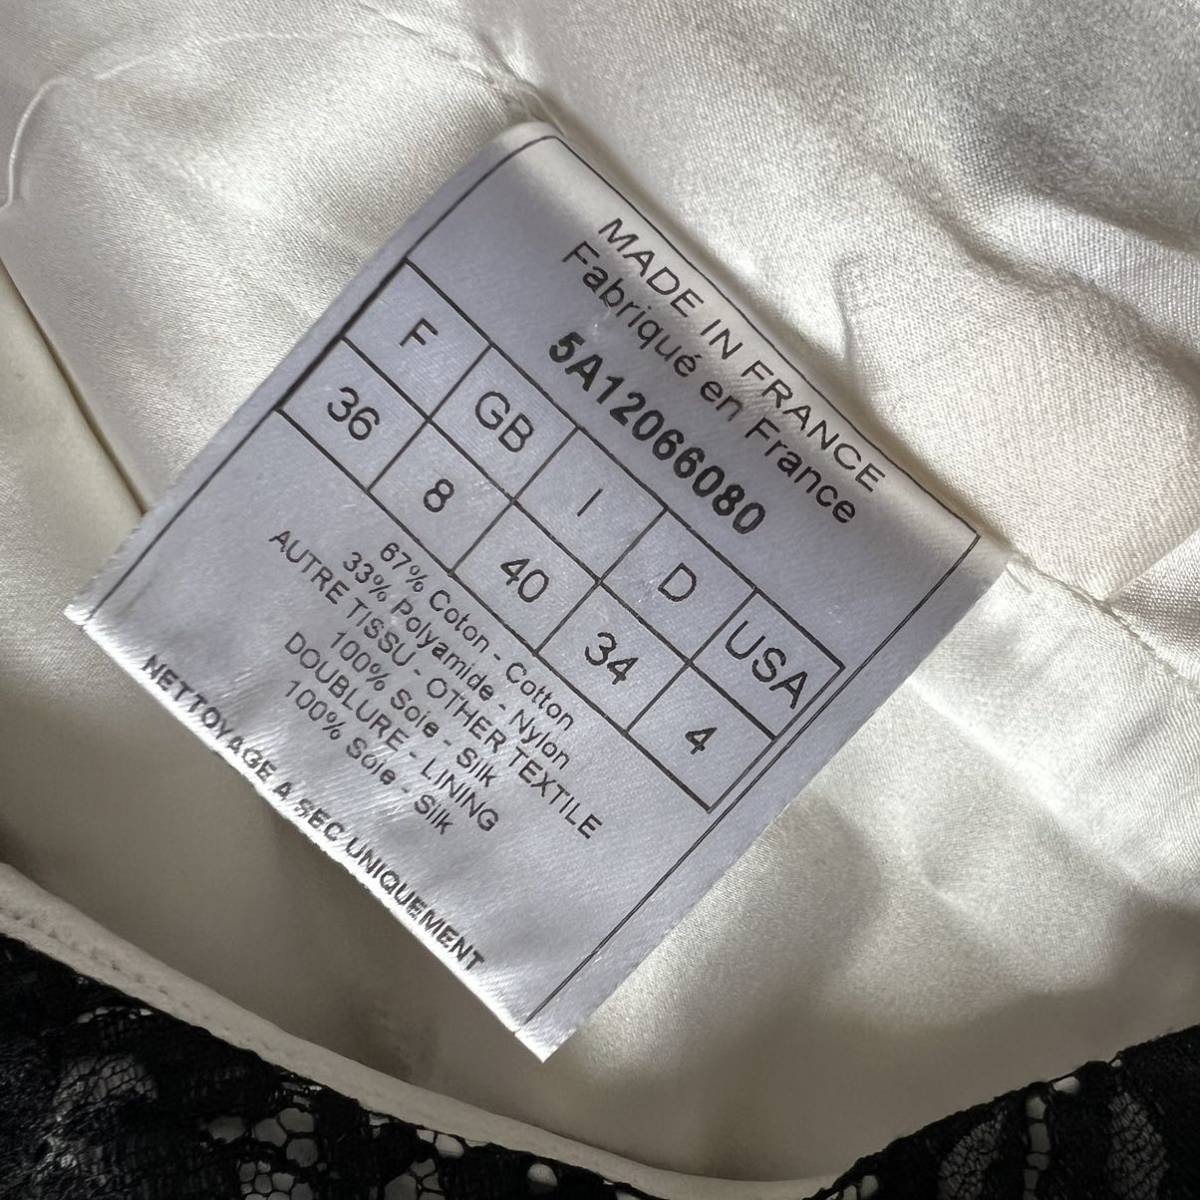 MADE IN FRANCE
Fabriqué en France
5A12066080
F GB I D USA
36 8 40 34 4
67% Coton - Cotton
33% Polyamide - Nylon
AUTRE TISSU - OTHER TEXTILE
100% Soie - Silk
DOUBLURE - LINING
100% Soie - Silk
NETTOYAGE A SEC UNIQUEMENT